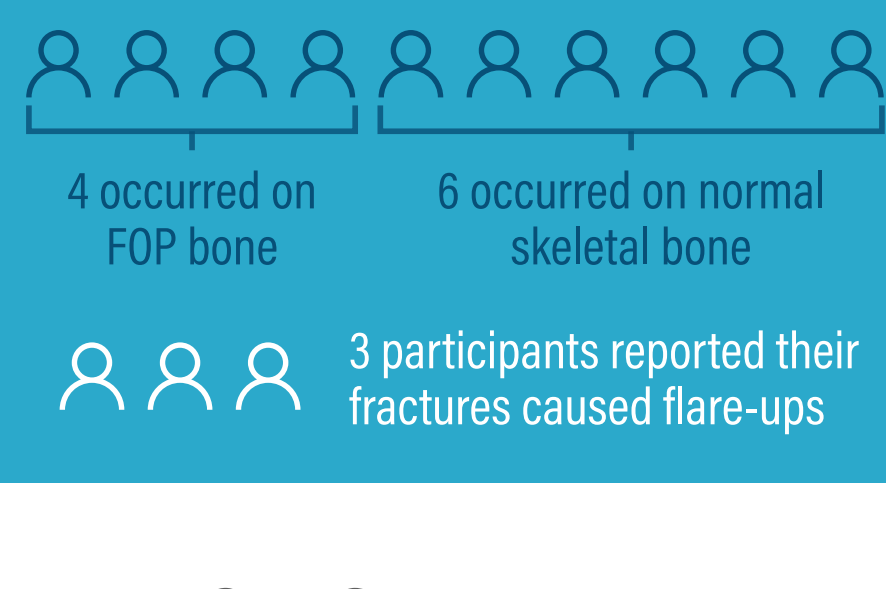 4 occurred on
FOP bone
6 occurred on normal
skeletal bone
3 participants reported their
fractures caused flare-ups